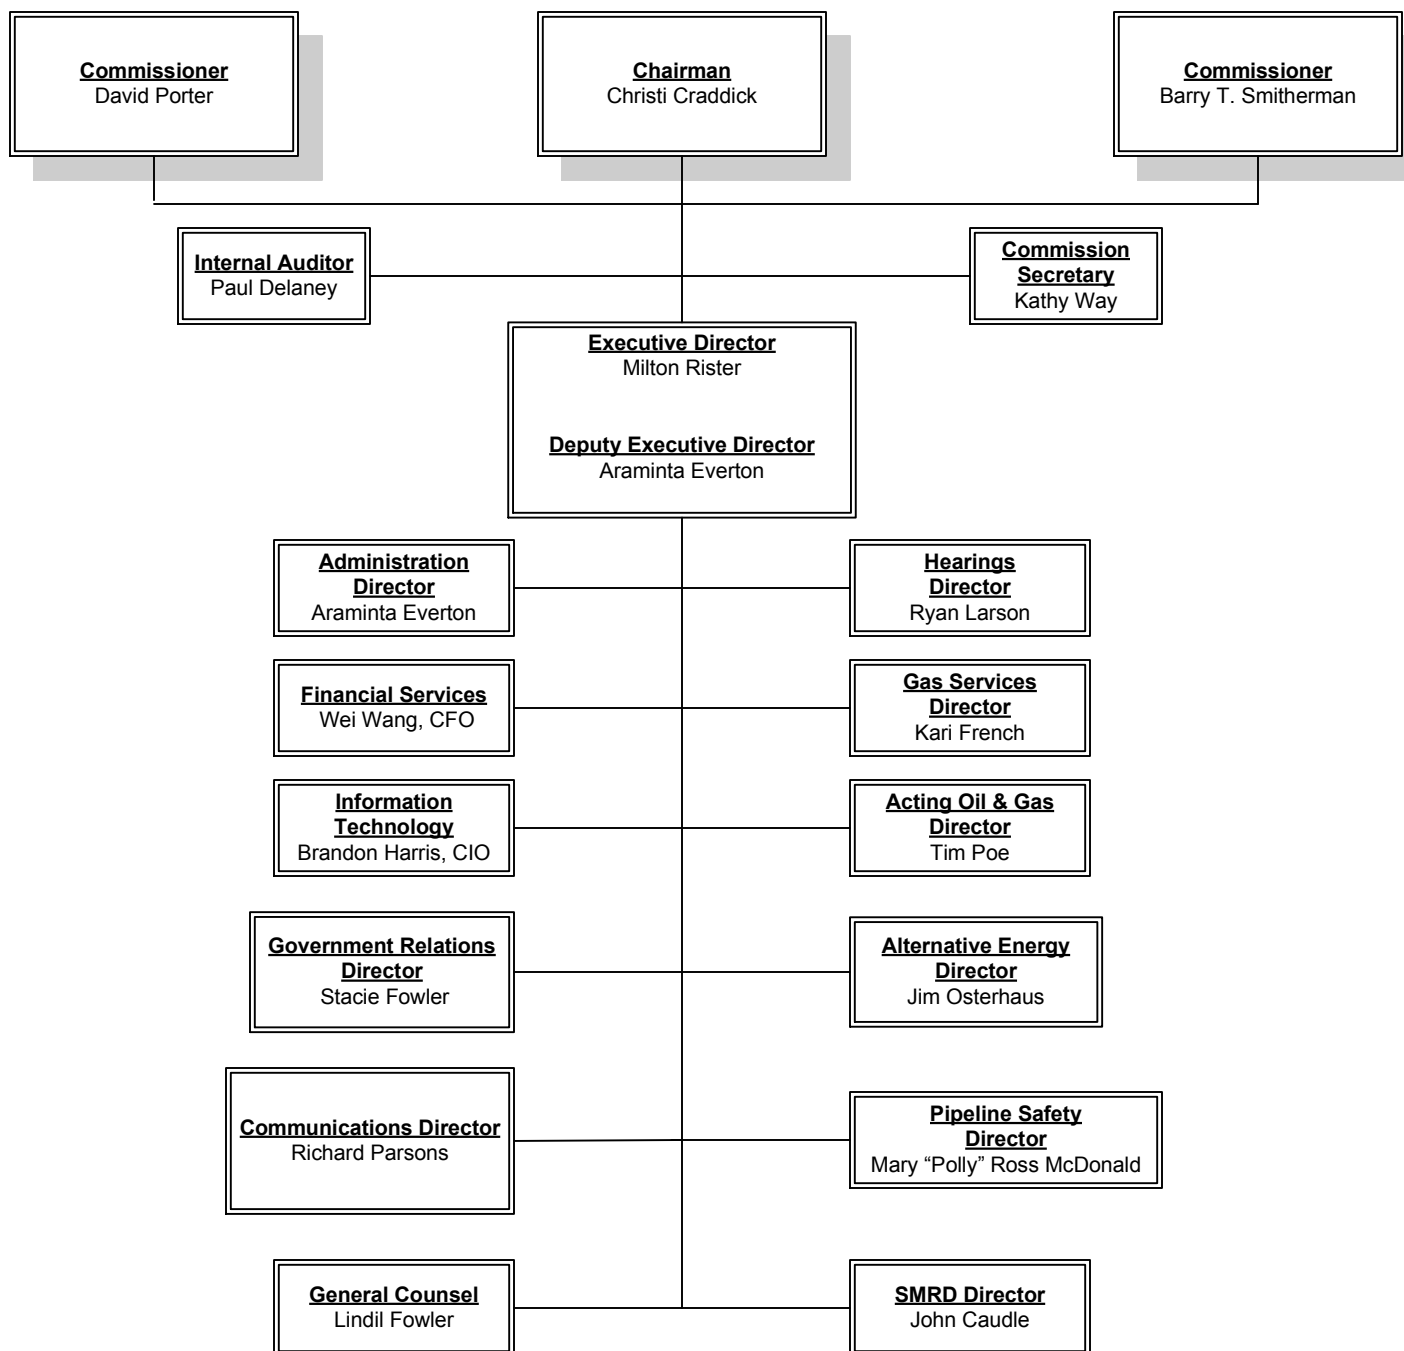 Commissioner
David Porter
Chairman
Christi Craddick
Commissioner
Barry T. Smitherman
Internal Auditor
Paul Delaney
Commission
Secretary
Kathy Way
Executive Director
Milton Rister
Deputy Executive Director
Araminta Everton
Administration
Director
Araminta Everton
Hearings
Director
Ryan Larson
Financial Services
Wei Wang, CFO
Gas Services
Director
Kari French
Information
Technology
Brandon Harris, CIO
Acting Oil & Gas
Director
Tim Poe
Government Relations
Director
Stacie Fowler
Alternative Energy
Director
Jim Osterhaus
Communications Director
Richard Parsons
Pipeline Safety
Director
Mary “Polly” Ross McDonald
General Counsel
Lindil Fowler
SMRD Director
John Caudle